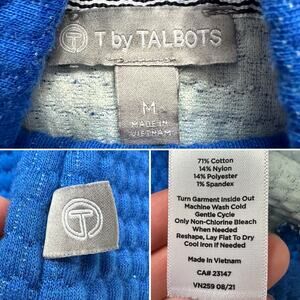 T T by TALBOTS
M
MADE IN
VIETNAM
T
71% Cotton
14% Nylon
14% Polyester
1% Spandex
Turn Garment Inside Out
Machine Wash Cold
Gentle Cycle
Only Non-Chlorine Bleach
When Needed
Reshape, Lay Flat To Dry
Cool Iron If Needed
Made in Vietnam
CA# 23147
VN259 08/21